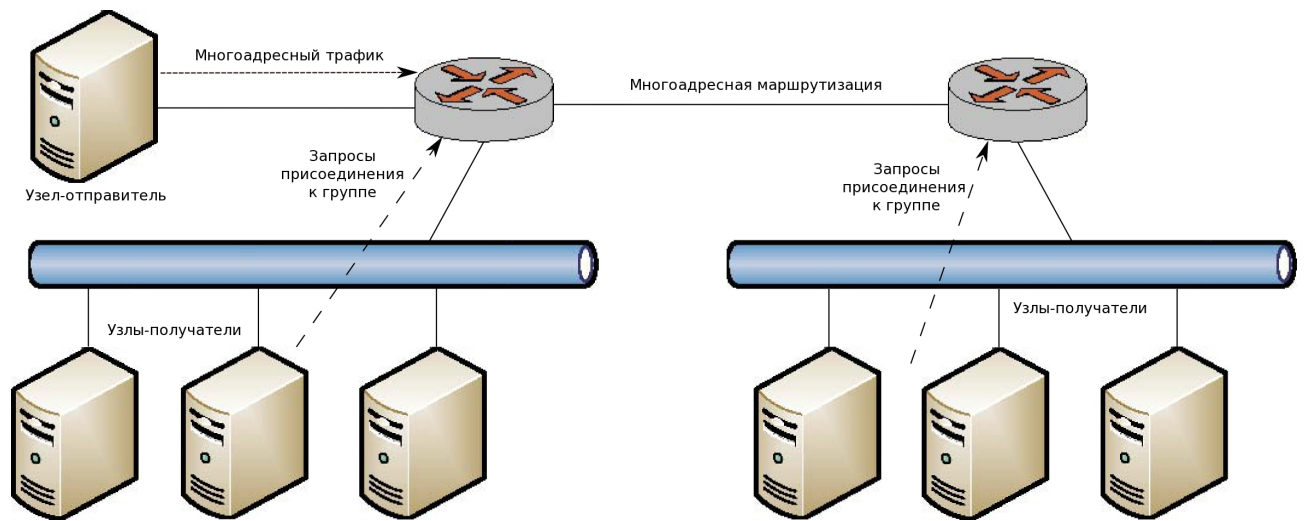 Многоадресный трафик
Многоадресная маршрутизация
Запросы
присоединения
к группе
Запросы
присоединения
к группе
Узел-отправитель
Узлы-получатели
Узлы-получатели